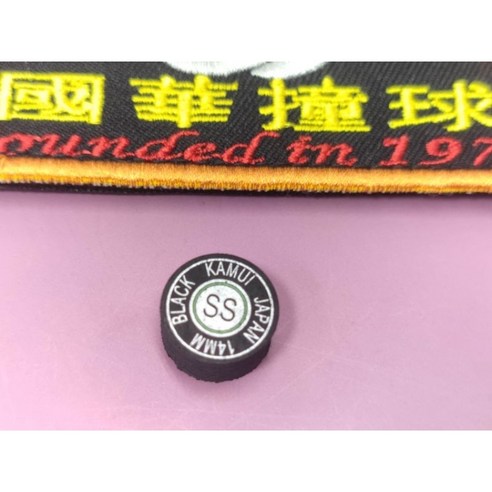 國華撞球
ounded in 197
BLACK KAMUI JAPAN 14MM
SS